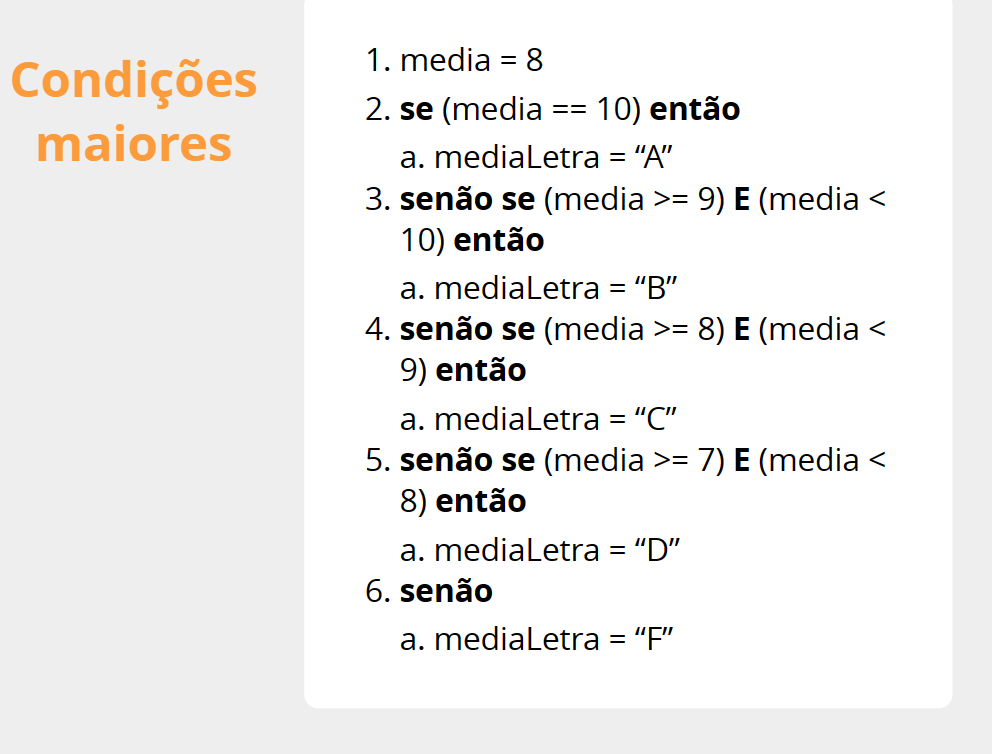 Condições
maiores
1. media = 8
2. se (media == 10) então
a. mediaLetra = “A”
3. senão se (media >= 9) E (media <
10) então
a. mediaLetra = “B”
4. senão se (media >= 8) E (media <
9) então
a. mediaLetra = “C”
5. senão se (media >= 7) E (media <
8) então
a. mediaLetra = “D”
6. senão
a. mediaLetra = “F”